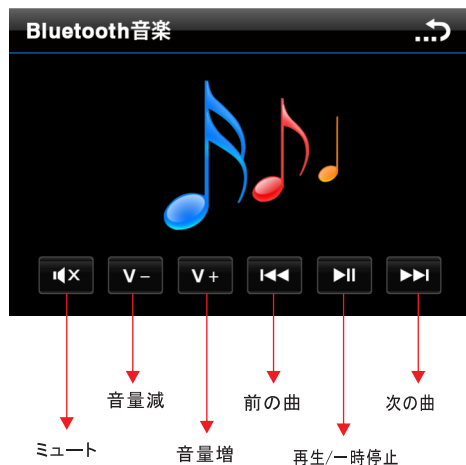 Bluetooth音楽
V −
V +
音量減
前の曲
次の曲
ミュート
音量増
再生/一時停止